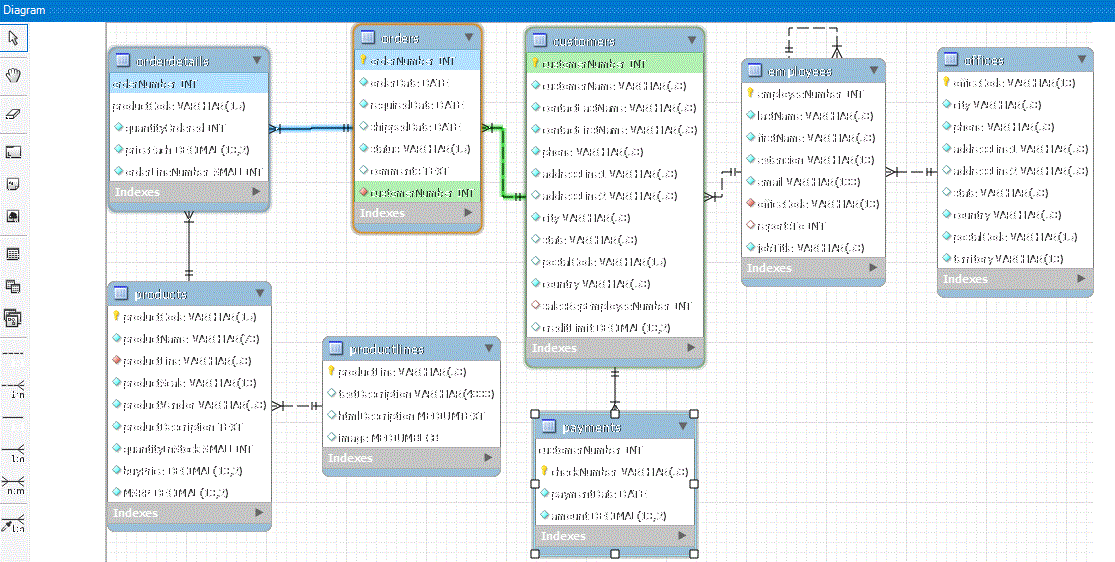 Diagram
orderdetails
orderNumber INT
productCode VARCHAR(15)
quantityOrdered INT
priceEach DECIMAL(10,2)
orderLineNumber SMALLINT
Indexes
orders
orderNumber INT
orderDate DATE
requiredDate DATE
shippedDate DATE
status VARCHAR(15)
comments TEXT
customerNumber INT
Indexes
customers
customerNumber INT
customerName VARCHAR(50)
contactLastName VARCHAR(50)
contactFirstName VARCHAR(50)
phone VARCHAR(50)
addressLine1 VARCHAR(50)
addressLine2 VARCHAR(50)
city VARCHAR(50)
state VARCHAR(50)
postalCode VARCHAR(15)
country VARCHAR(50)
salesRepEmployeeNumber INT
creditLimit DECIMAL(10,2)
Indexes
employees
employeeNumber INT
lastName VARCHAR(50)
firstName VARCHAR(50)
extension VARCHAR(10)
email VARCHAR(100)
officeCode VARCHAR(10)
reportsTo INT
jobTitle VARCHAR(50)
Indexes
offices
officeCode VARCHAR(10)
city VARCHAR(50)
phone VARCHAR(50)
addressLine1 VARCHAR(50)
addressLine2 VARCHAR(50)
state VARCHAR(50)
country VARCHAR(50)
postalCode VARCHAR(15)
territory VARCHAR(10)
Indexes
products
productCode VARCHAR(15)
productName VARCHAR(70)
productLine VARCHAR(50)
productScale VARCHAR(10)
productVendor VARCHAR(50)
productDescription TEXT
quantityInStock SMALLINT
buyPrice DECIMAL(10,2)
MSRP DECIMAL(10,2)
Indexes
productlines
productLine VARCHAR(50)
textDescription VARCHAR(4000)
htmlDescription MEDIUMTEXT
image MEDIUMBLOB
Indexes
payments
customerNumber INT
checkNumber VARCHAR(50)
paymentDate DATE
amount DECIMAL(10,2)
Indexes
1:n
1:n
n:m
1:n